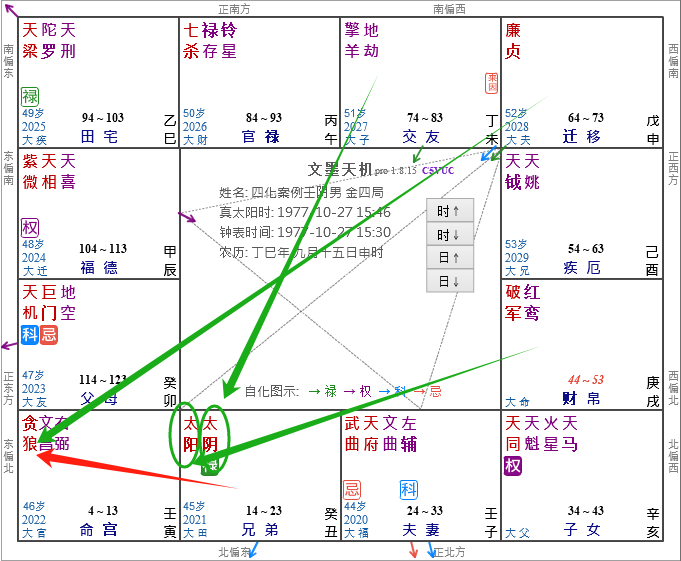 正南方
南偏西
南偏东
天陀天
梁罗刑
禄
49岁
2025
大疾
94～103
田宅
乙
巳
七禄铃
杀存星
50岁
2026
大财
84～93
官禄
丙
午
擎地
羊劫
来因
51岁
2027
大子
74～83
交友
丁
未
廉
贞
52岁
2028
大夫
64～73
迁移
戊
申
西偏南
东偏南
紫天天
微相喜
权
48岁
2024
大迁
104～113
福德
甲
辰
文墨天机 pro 1.8.15 C5VUC
姓名: 四化案例壬阴男 金四局
真太阳时: 1977-10-27 15:46
钟表时间: 1977-10-27 15:30
农历: 丁巳年 九月十五日申时
时↑
时↓
日↑
日↓
自化图示: →禄 →权 →科 →忌
天天
钺姚
53岁
2029
大兄
54～63
疾厄
己
酉
正西方
天巨地
机门空
科忌
47岁
2023
大友
114～123
父母
癸
卯
正东方
破红
军鸾
大命
44～53
财帛
庚
戌
西偏北
东偏北
贪文右
狼昌弼
46岁
2022
大官
4～13
命宫
壬
寅
太太
阳阴
禄
45岁
2021
大田
14～23
兄弟
癸
丑
武天文左
曲府曲辅
忌
科
44岁
2020
大福
24～33
夫妻
壬
子
天天火天
同魁星马
权
大父
34～43
子女
辛
亥
北偏西
北偏东
正北方